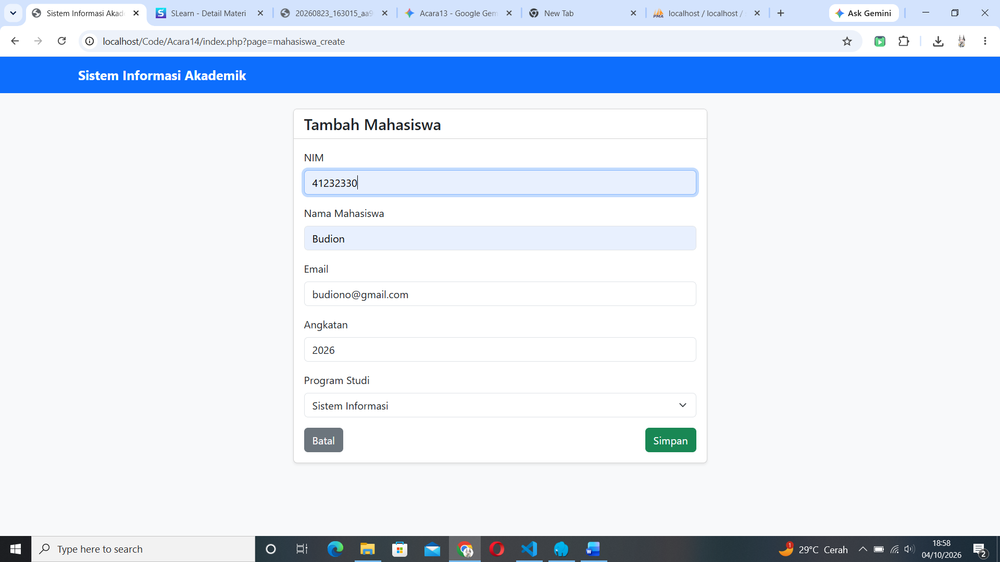 Sistem Informasi Akad
SLearn - Detail Materi
20260823_163015_aa9
Acara13 - Google Gem
New Tab
localhost / localhost /
Ask Gemini
localhost/Code/Acara14/index.php?page=mahasiswa_create
Sistem Informasi Akademik
Tambah Mahasiswa
NIM
41232330
Nama Mahasiswa
Budion
Email
budiono@gmail.com
Angkatan
2026
Program Studi
Sistem Informasi
Batal
Simpan
Type here to search
1
29°C Cerah
18:58
04/10/2026
2